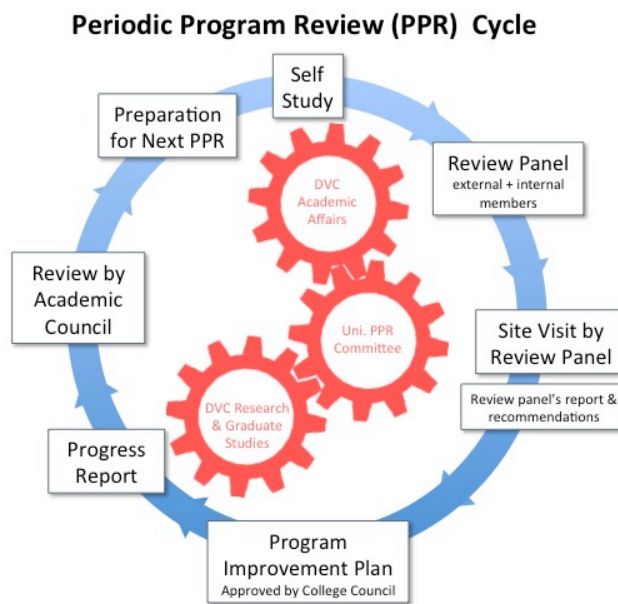 Periodic Program Review (PPR) Cycle
Self
Study
Review Panel
external + internal
members
Site Visit by
Review Panel
Review panel's report &
recommendations
Program
Improvement Plan
Approved by College Council
Progress
Report
Review by
Academic
Council
Preparation
for Next PPR
DVC
Academic
Affairs
Uni. PPR
Committee
DVC Research
& Graduate
Studies